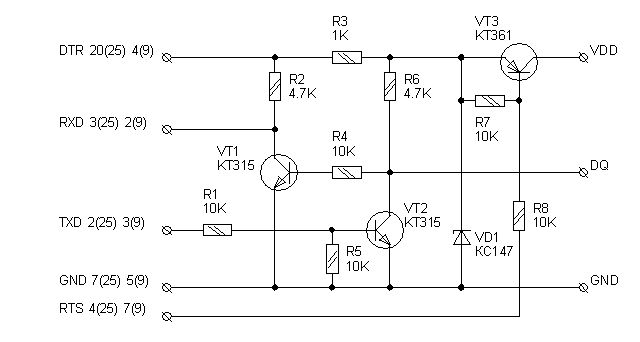 R3
1K
VT3
KT361
DTR 20(25) 4(9)
VDD
R2
4.7K
R6
4.7K
RXD 3(25) 2(9)
R7
10K
R4
10K
VT1
KT315
DQ
R1
10K
VT2
KT315
R8
10K
TXD 2(25) 3(9)
VD1
KC147
R5
10K
GND 7(25) 5(9)
GND
RTS 4(25) 7(9)